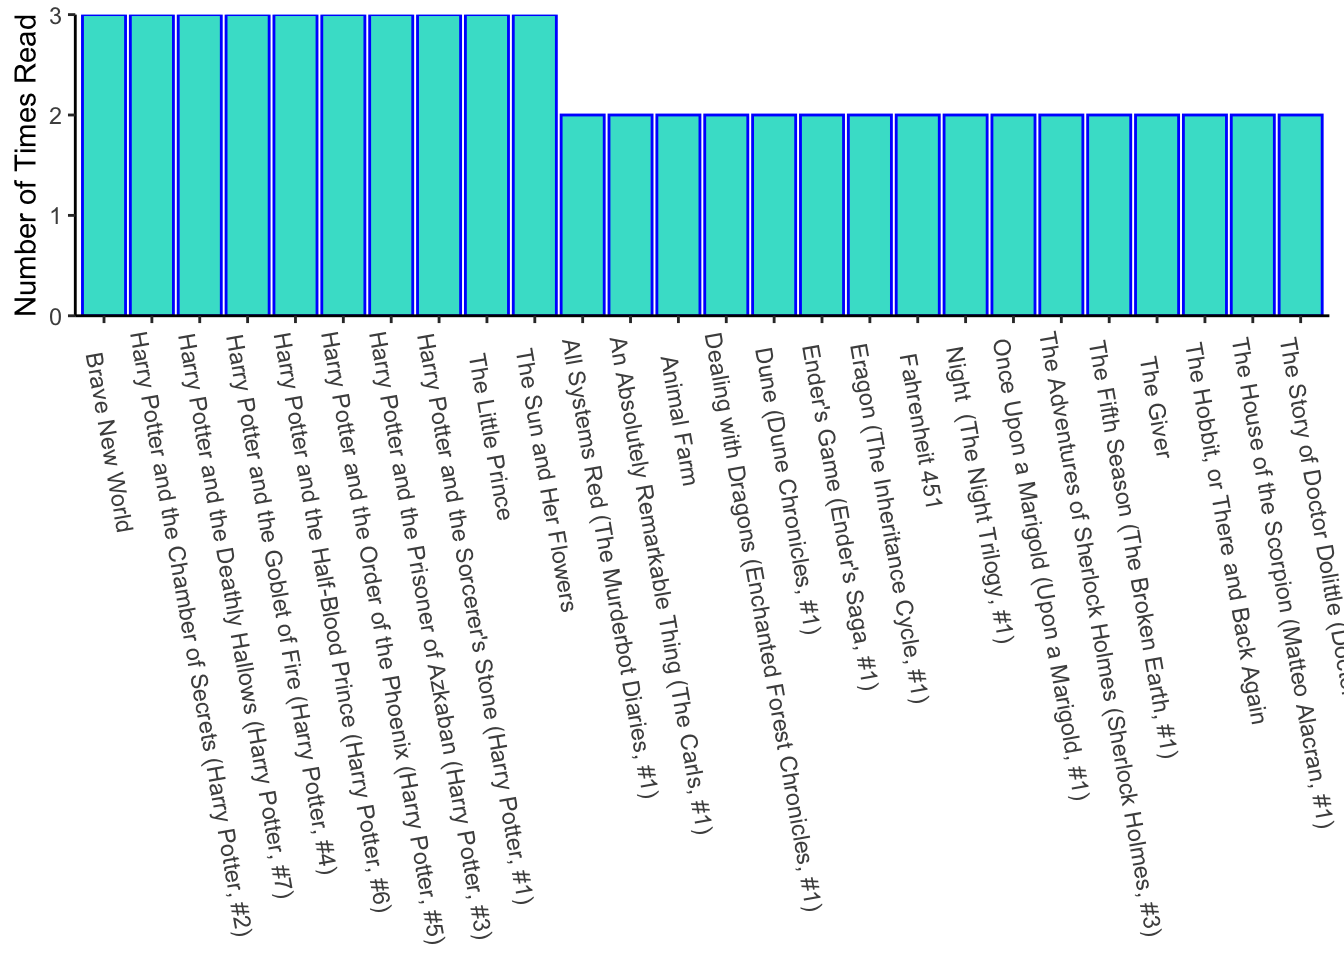 Number of Times Read
3
2
1
0
Brave New World
Harry Potter and the Chamber of Secrets (Harry Potter, #2)
Harry Potter and the Deathly Hallows (Harry Potter, #7)
Harry Potter and the Goblet of Fire (Harry Potter, #4)
Harry Potter and the Half-Blood Prince (Harry Potter, #6)
Harry Potter and the Order of the Phoenix (Harry Potter, #5)
Harry Potter and the Prisoner of Azkaban (Harry Potter, #3)
Harry Potter and the Sorcerer's Stone (Harry Potter, #1)
The Little Prince
The Sun and Her Flowers
All Systems Red (The Murderbot Diaries, #1)
An Absolutely Remarkable Thing (The Carls, #1)
Animal Farm
Dealing with Dragons (Enchanted Forest Chronicles, #1)
Dune (Dune Chronicles, #1)
Ender's Game (Ender's Saga, #1)
Eragon (The Inheritance Cycle, #1)
Fahrenheit 451
Night  (The Night Trilogy, #1)
Once Upon a Marigold (Upon a Marigold, #1)
The Adventures of Sherlock Holmes (Sherlock Holmes, #3)
The Fifth Season (The Broken Earth, #1)
The Giver
The Hobbit, or There and Back Again
The House of the Scorpion (Matteo Alacran, #1)
The Story of Doctor Dolittle (Doctor